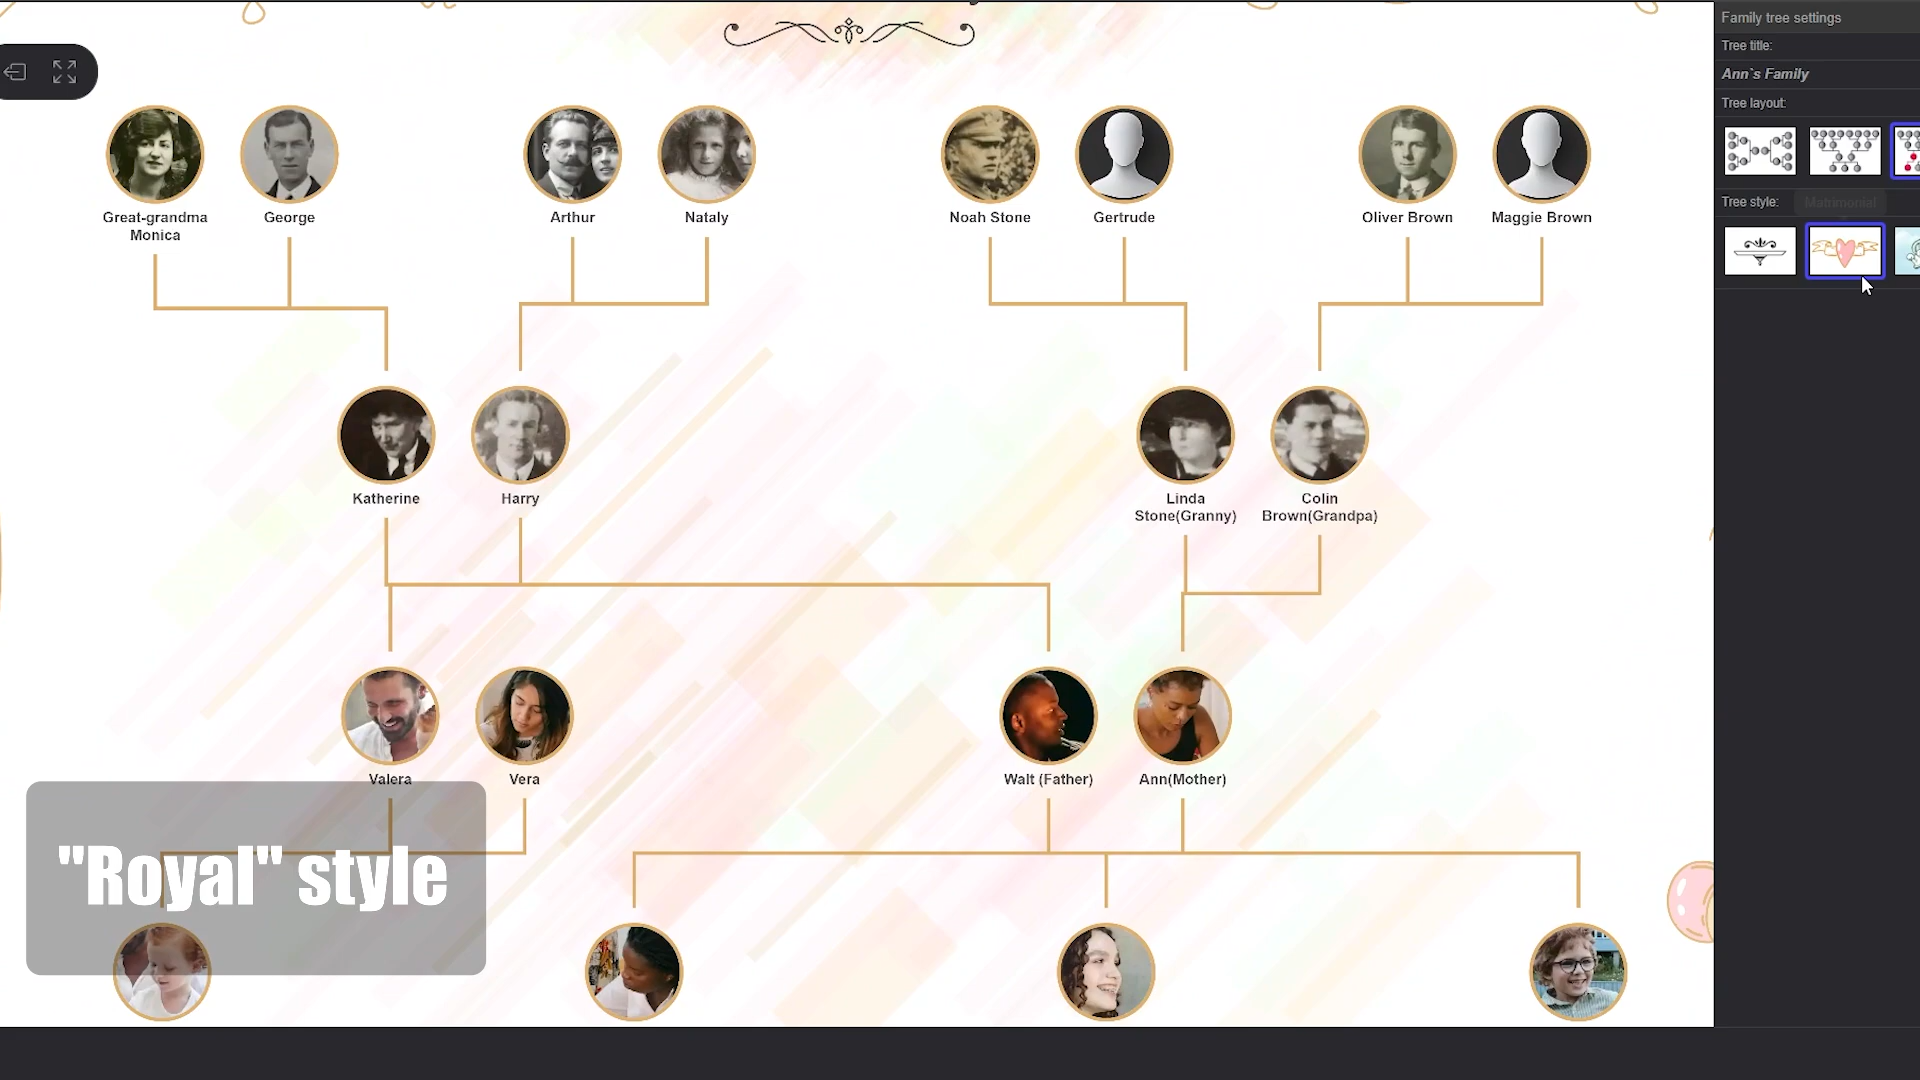 Family tree settings
Tree title:
Ann`s Family
Tree layout:
Tree style:
Matrimonial
Great-grandma
Monica
George
Arthur
Nataly
Noah Stone
Gertrude
Oliver Brown
Maggie Brown
Katherine
Harry
Linda
Stone(Granny)
Colin
Brown(Grandpa)
Valera
Vera
Walt (Father)
Ann(Mother)
"Royal" style